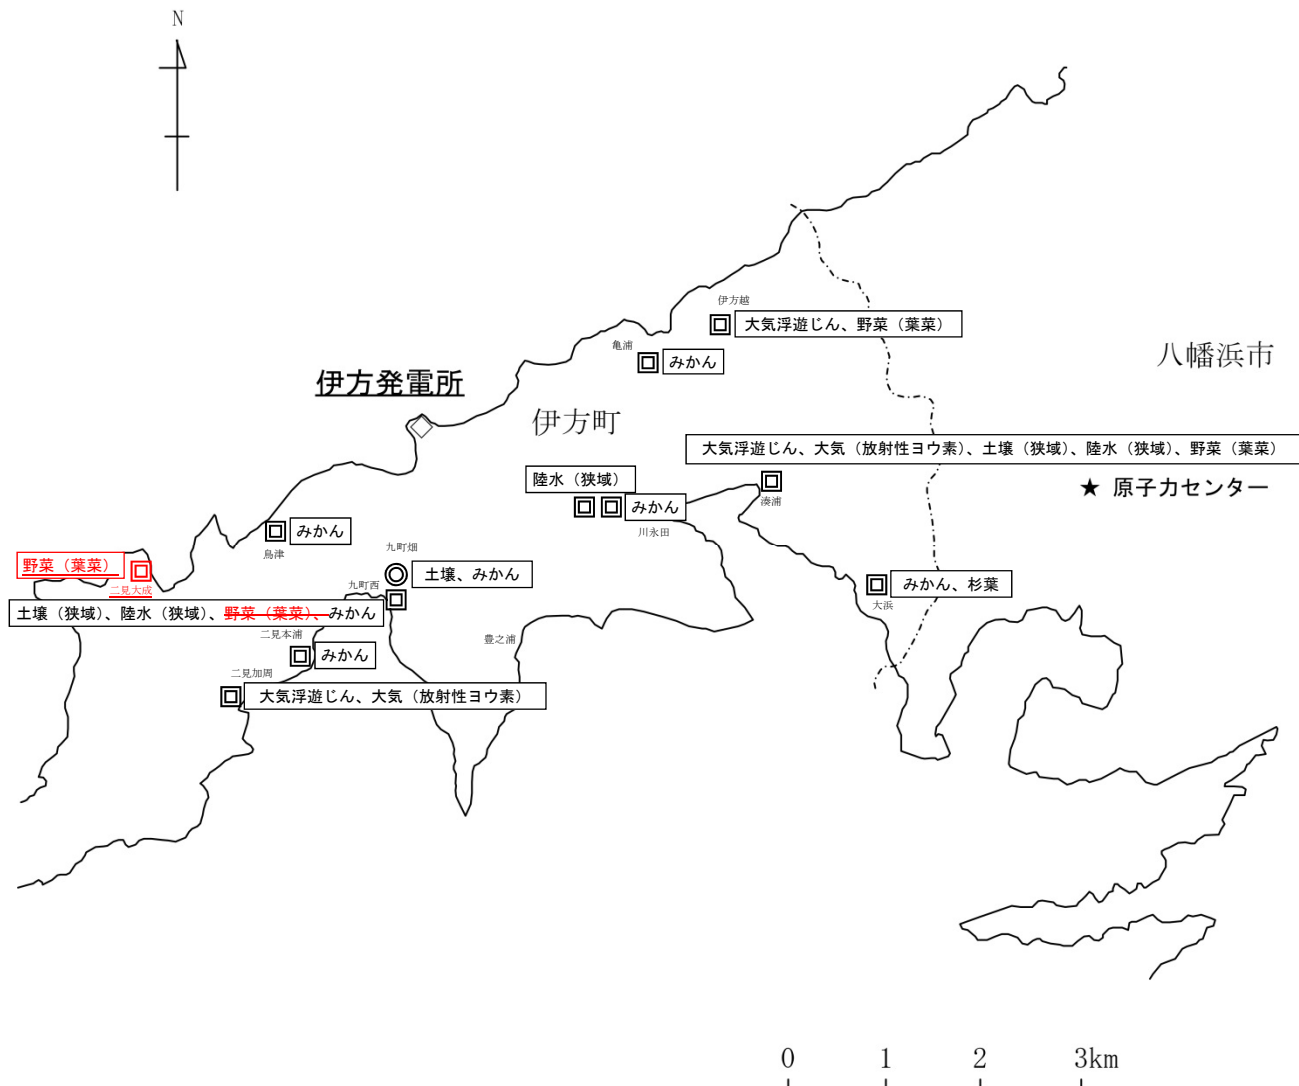 N
伊方越
大気浮遊じん、野菜（葉菜）
亀浦
みかん
八幡浜市
伊方発電所
伊方町
大気浮遊じん、大気（放射性ヨウ素）、土壌（狭域）、陸水（狭域）、野菜（葉菜）
湊浦
★ 原子力センター
陸水（狭域）
みかん
川永田
みかん
鳥津
九町畑
土壌、みかん
野菜（葉菜）
二見大成
九町西
土壌（狭域）、陸水（狭域）、野菜（葉菜）、みかん
みかん、杉葉
大浜
二見本浦
みかん
豊之浦
二見加周
大気浮遊じん、大気（放射性ヨウ素）
0 1 2 3km